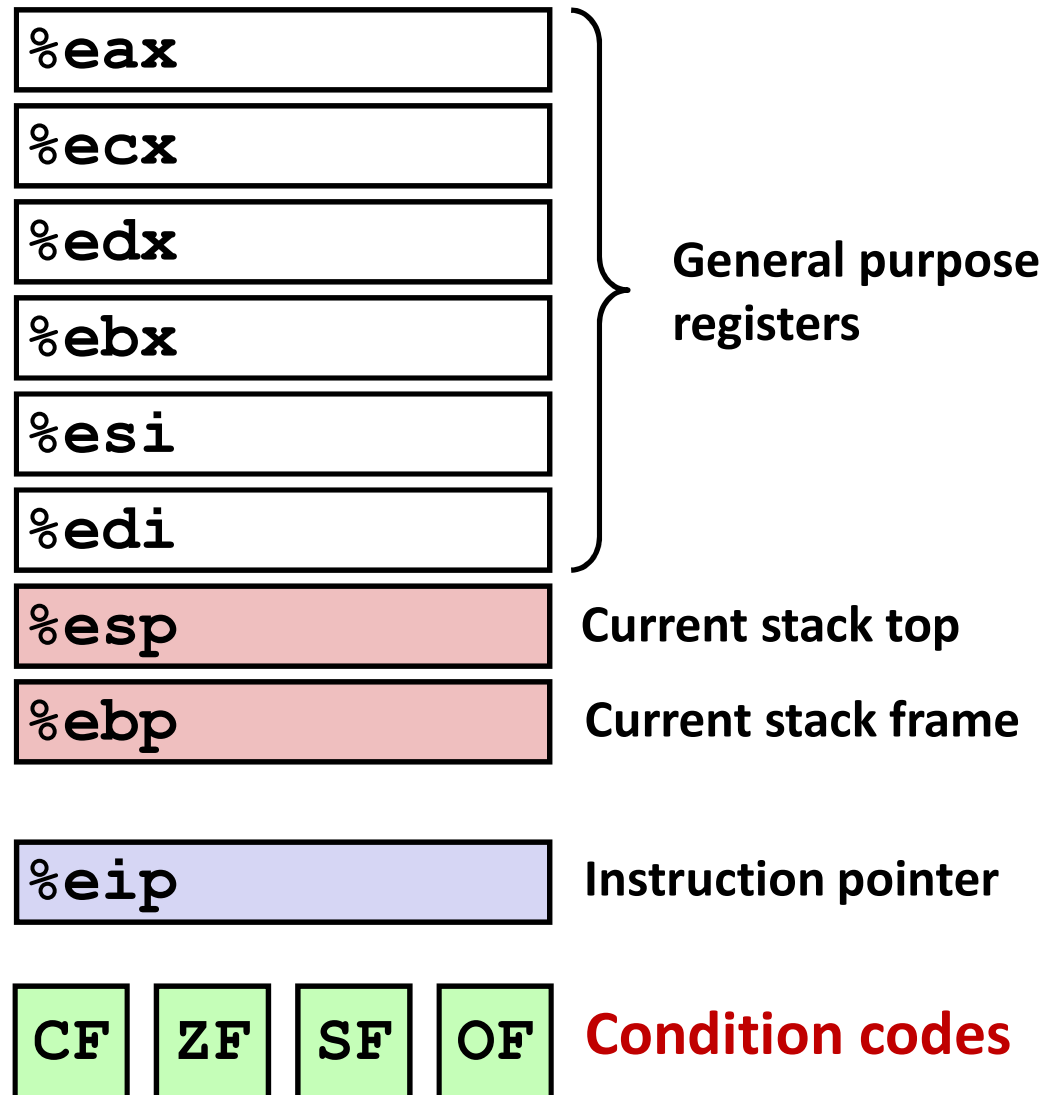 %eax
%ecx
%edx
General purpose
registers
%ebx
%esi
%edi
%esp Current stack top
%ebp Current stack frame
%eip Instruction pointer
CF ZF SF OF Condition codes